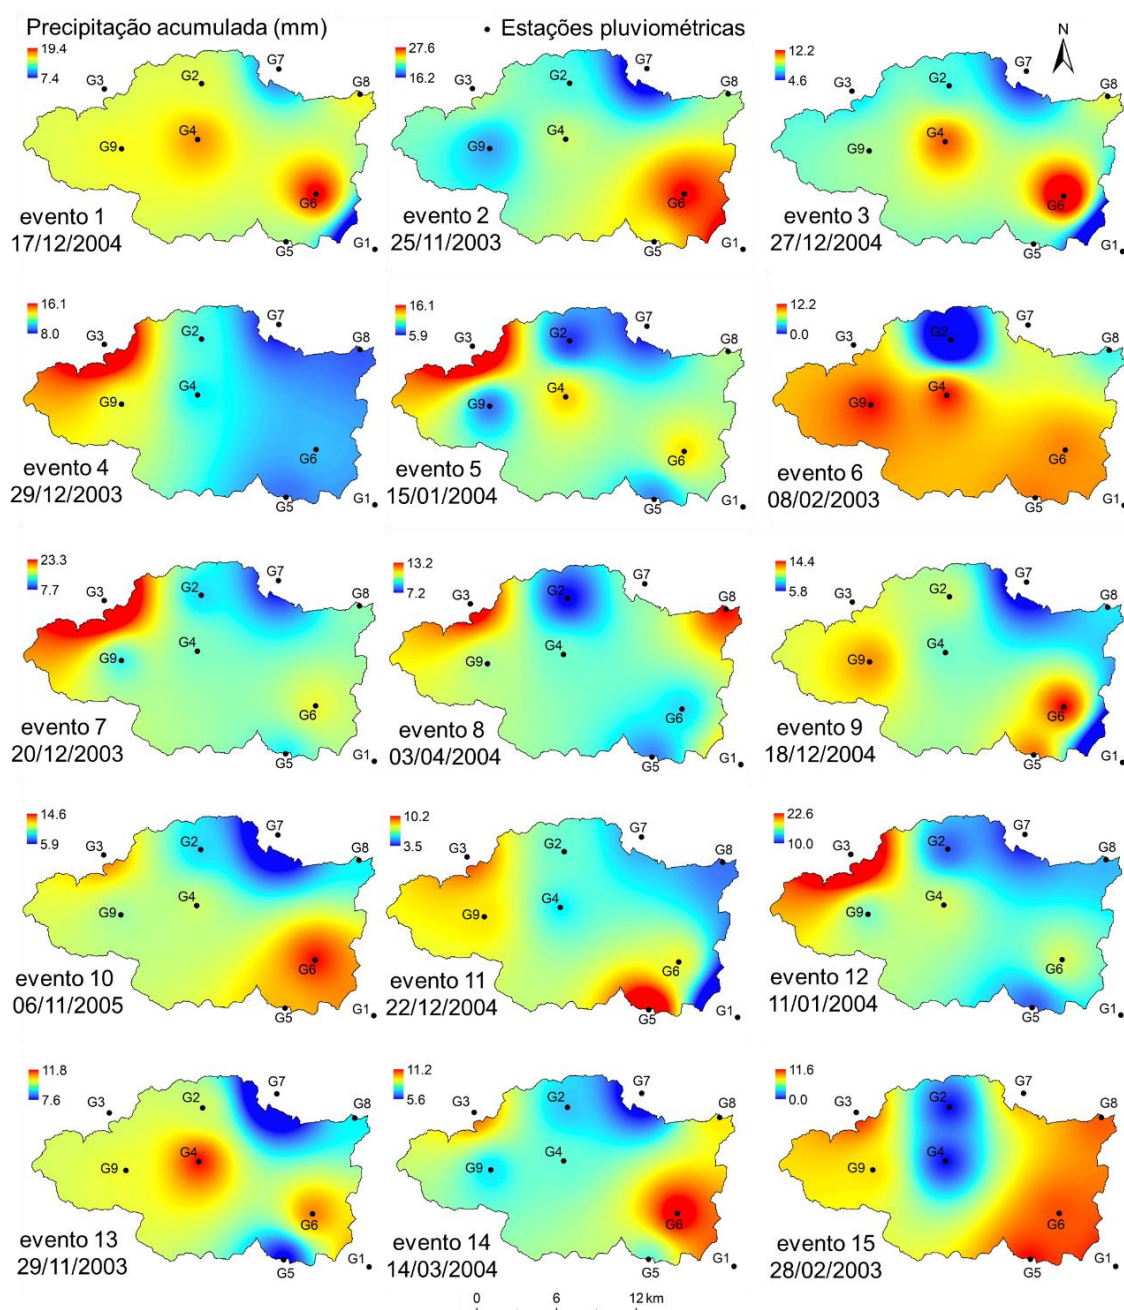 Precipitação acumulada (mm)
• Estações pluviométricas
N
19.4
7.4
G3
G2
G7
G8
G4
G9
G6
G5
G1
evento 1
17/12/2004
27.6
16.2
G3
G2
G7
G8
G4
G9
G6
G5
G1
evento 2
25/11/2003
12.2
4.6
G3
G2
G7
G8
G4
G9
G6
G5
G1
evento 3
27/12/2004
16.1
8.0
G3
G2
G7
G8
G4
G9
G6
G5
G1
evento 4
29/12/2003
16.1
5.9
G3
G2
G7
G8
G4
G9
G6
G5
G1
evento 5
15/01/2004
12.2
0.0
G3
G2
G7
G8
G4
G9
G6
G5
G1
evento 6
08/02/2003
23.3
7.7
G3
G2
G7
G8
G4
G9
G6
G5
G1
evento 7
20/12/2003
13.2
7.2
G3
G2
G7
G8
G4
G9
G6
G5
G1
evento 8
03/04/2004
14.4
5.8
G3
G2
G7
G8
G4
G9
G6
G5
G1
evento 9
18/12/2004
14.6
5.9
G3
G2
G7
G8
G4
G9
G6
G5
G1
evento 10
06/11/2005
10.2
3.5
G3
G2
G7
G8
G4
G9
G6
G5
G1
evento 11
22/12/2004
22.6
10.0
G3
G2
G7
G8
G4
G9
G6
G5
G1
evento 12
11/01/2004
11.8
7.6
G3
G2
G7
G8
G4
G9
G6
G5
G1
evento 13
29/11/2003
11.2
5.6
G3
G2
G7
G8
G4
G9
G6
G5
G1
evento 14
14/03/2004
11.6
0.0
G3
G2
G7
G8
G4
G9
G6
G5
G1
evento 15
28/02/2003
0 6 12 km